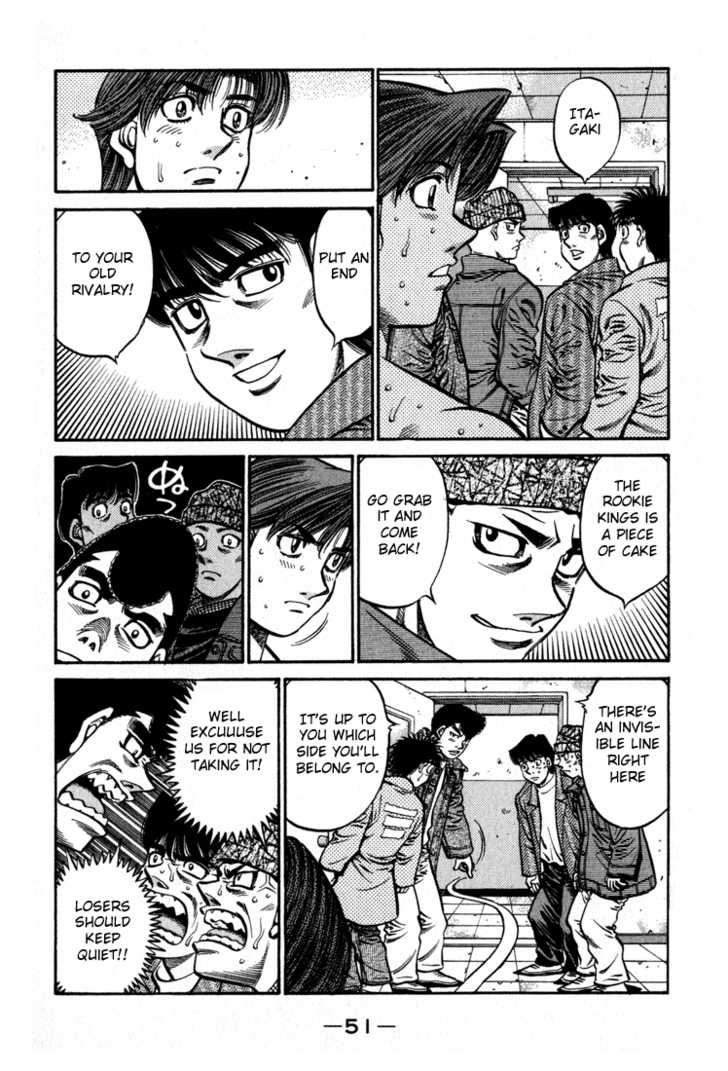 ITA-
GAKI
PUT AN
END
TO YOUR
OLD
RIVALRY!
THE
ROOKIE
KINGS IS
A PIECE
OF CAKE
GO GRAB
IT AND
COME
BACK!
ぬっ
THERE'S
AN INVIS-
IBLE LINE
RIGHT
HERE
IT'S UP TO
YOU WHICH
SIDE YOU'LL
BELONG TO.
WELL
EXCUUUSE
US FOR NOT
TAKING IT!
LOSERS
SHOULD
KEEP
QUIET!!
—51—